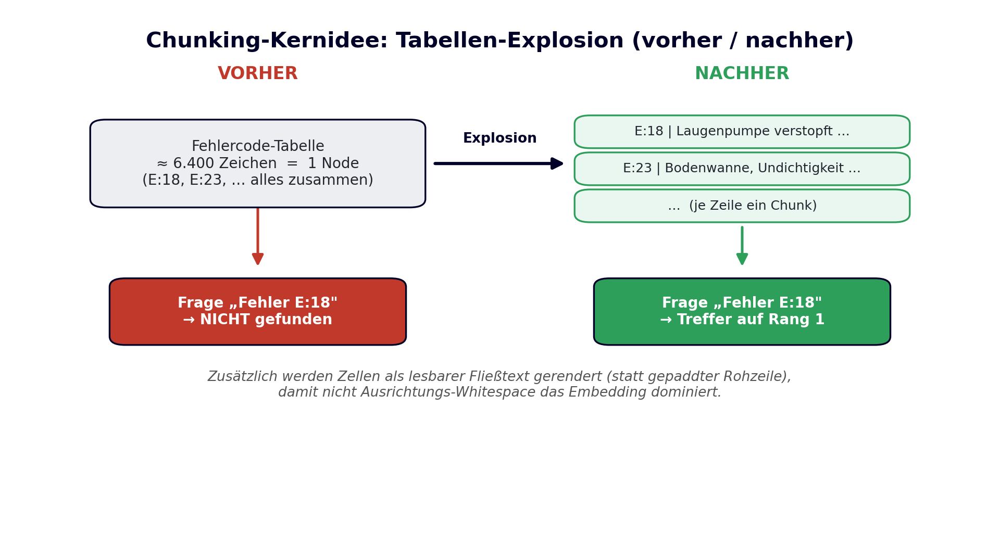 Chunking-Kernidee: Tabellen-Explosion (vorher / nachher)
VORHER
NACHHER
Fehlercode-Tabelle
≈ 6.400 Zeichen = 1 Node
(E:18, E:23, … alles zusammen)
Explosion
E:18 | Laugenpumpe verstopft …
E:23 | Bodenwanne, Undichtigkeit …
… (je Zeile ein Chunk)
Frage „Fehler E:18"
→ NICHT gefunden
Frage „Fehler E:18"
→ Treffer auf Rang 1
Zusätzlich werden Zellen als lesbarer Fließtext gerendert (statt gepaddter Rohzeile),
damit nicht Ausrichtungs-Whitespace das Embedding dominiert.